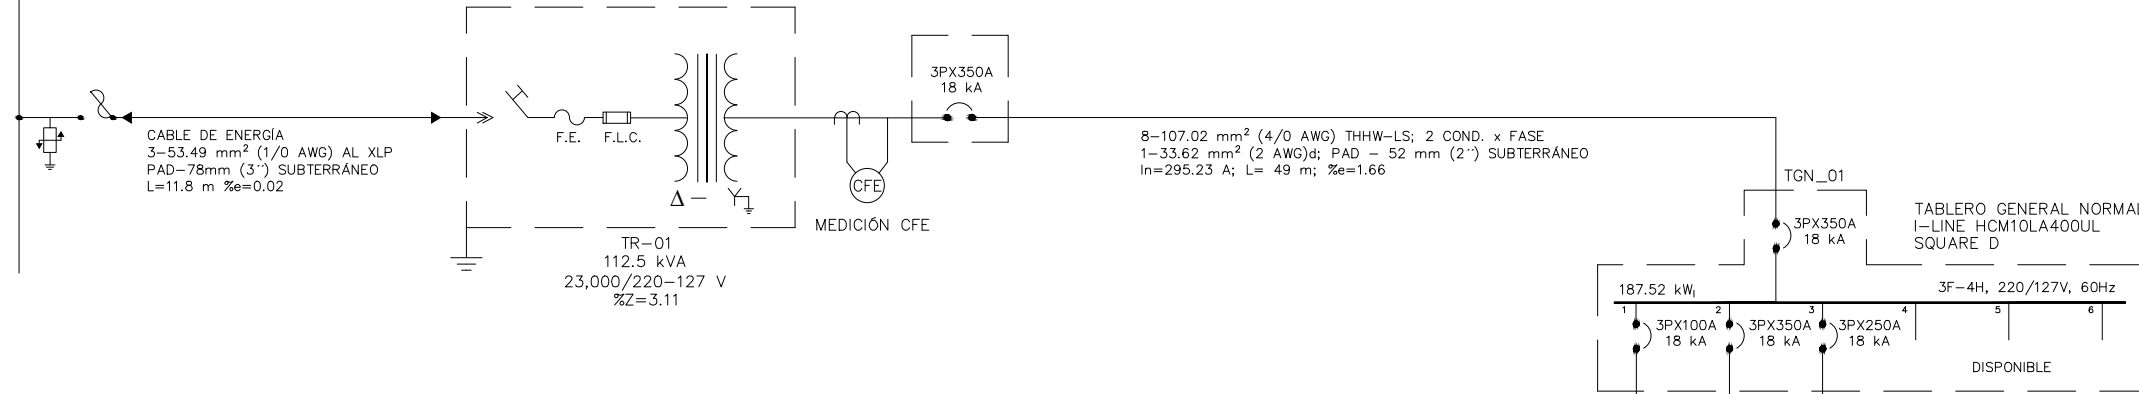 CABLE DE ENERGÍA
3-53.49 mm² (1/0 AWG) AL XLP
PAD-78mm (3´´) SUBTERRÁNEO
L=11.8 m %e=0.02
F.E.
F.L.C.
Δ -
TR-01
112.5 kVA
23,000/220-127 V
%Z=3.11
CFE
MEDICIÓN CFE
3PX350A
18 kA
8-107.02 mm² (4/0 AWG) THHW-LS; 2 COND. x FASE
1-33.62 mm² (2 AWG)d; PAD - 52 mm (2´´) SUBTERRÁNEO
In=295.23 A; L= 49 m; %e=1.66
TGN_01
3PX350A
18 kA
TABLERO GENERAL NORMAL
I-LINE HCM10LA400UL
SQUARE D
187.52 kW
3F-4H, 220/127V, 60Hz
1 2 3 4 5 6
3PX100A 3PX350A 3PX250A
18 kA 18 kA 18 kA
DISPONIBLE